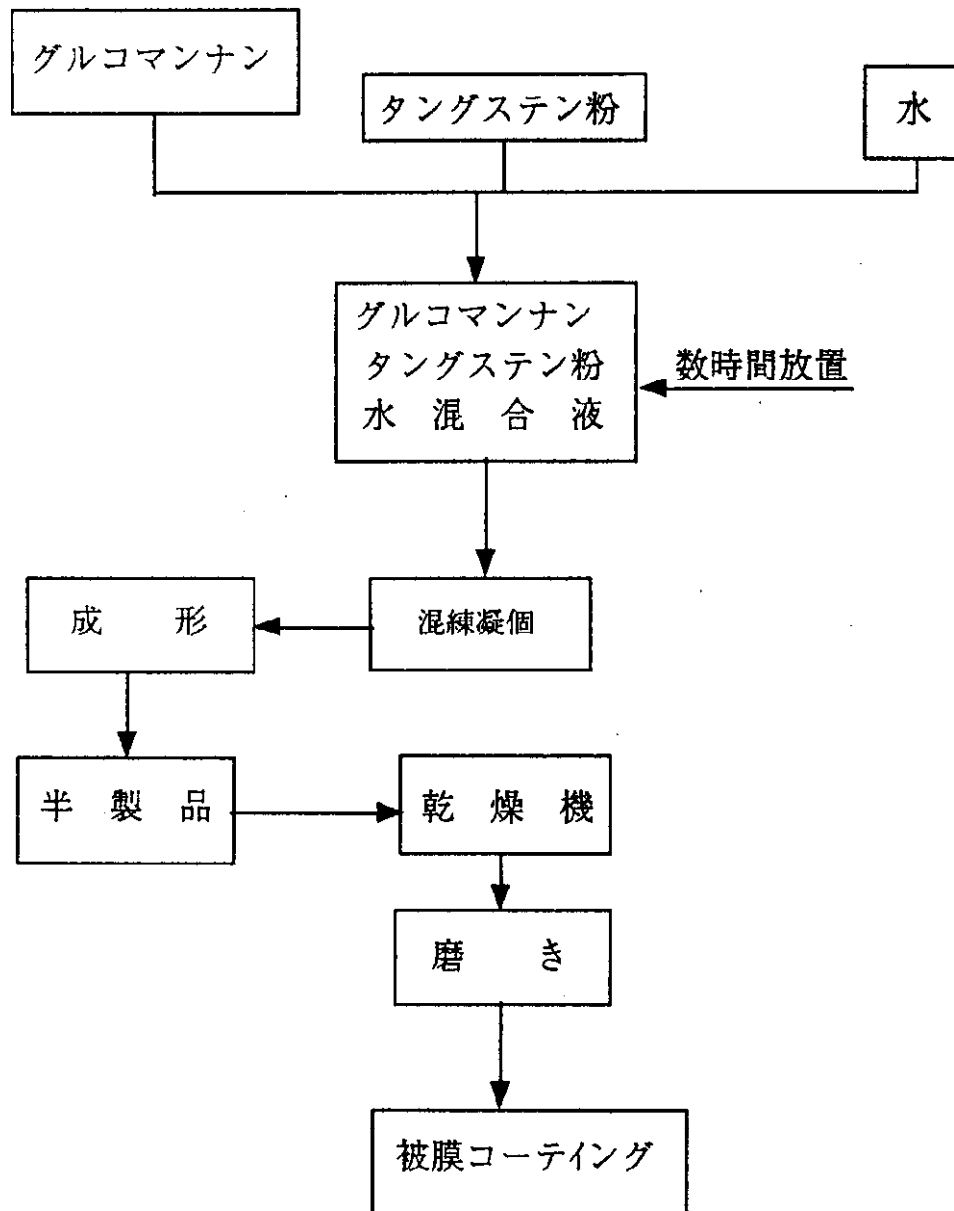 グルコマンナン
タングステン粉
水
グルコマンナン
タングステン粉
水 混 合 液
数時間放置
混練凝個
成 形
半 製 品
乾 燥 機
磨 き
被膜コーテイング